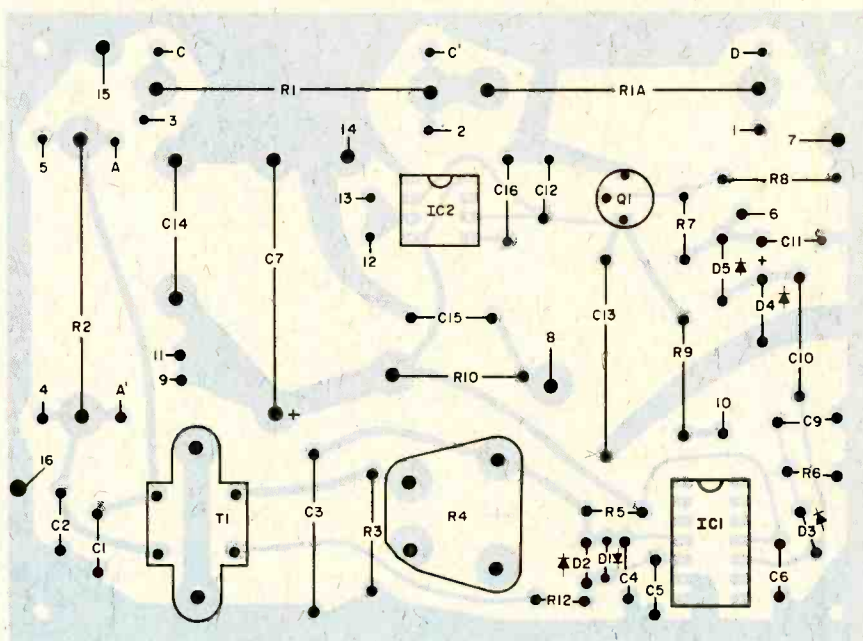 C
C'
D
15
R1
R1A
3
2
1
7
5
A
14
R8
13
IC2
C16
C12
Q1
6
C14
R7
C11
12
C7
D5
+
D4
R2
C15
C13
11
8
R9
C10
9
R10
4
A'
+
10
C9
16
R6
T1
C3
R3
R4
R5
IC1
D3
C2
C1
D2
D1
C4
C5
C6
R12